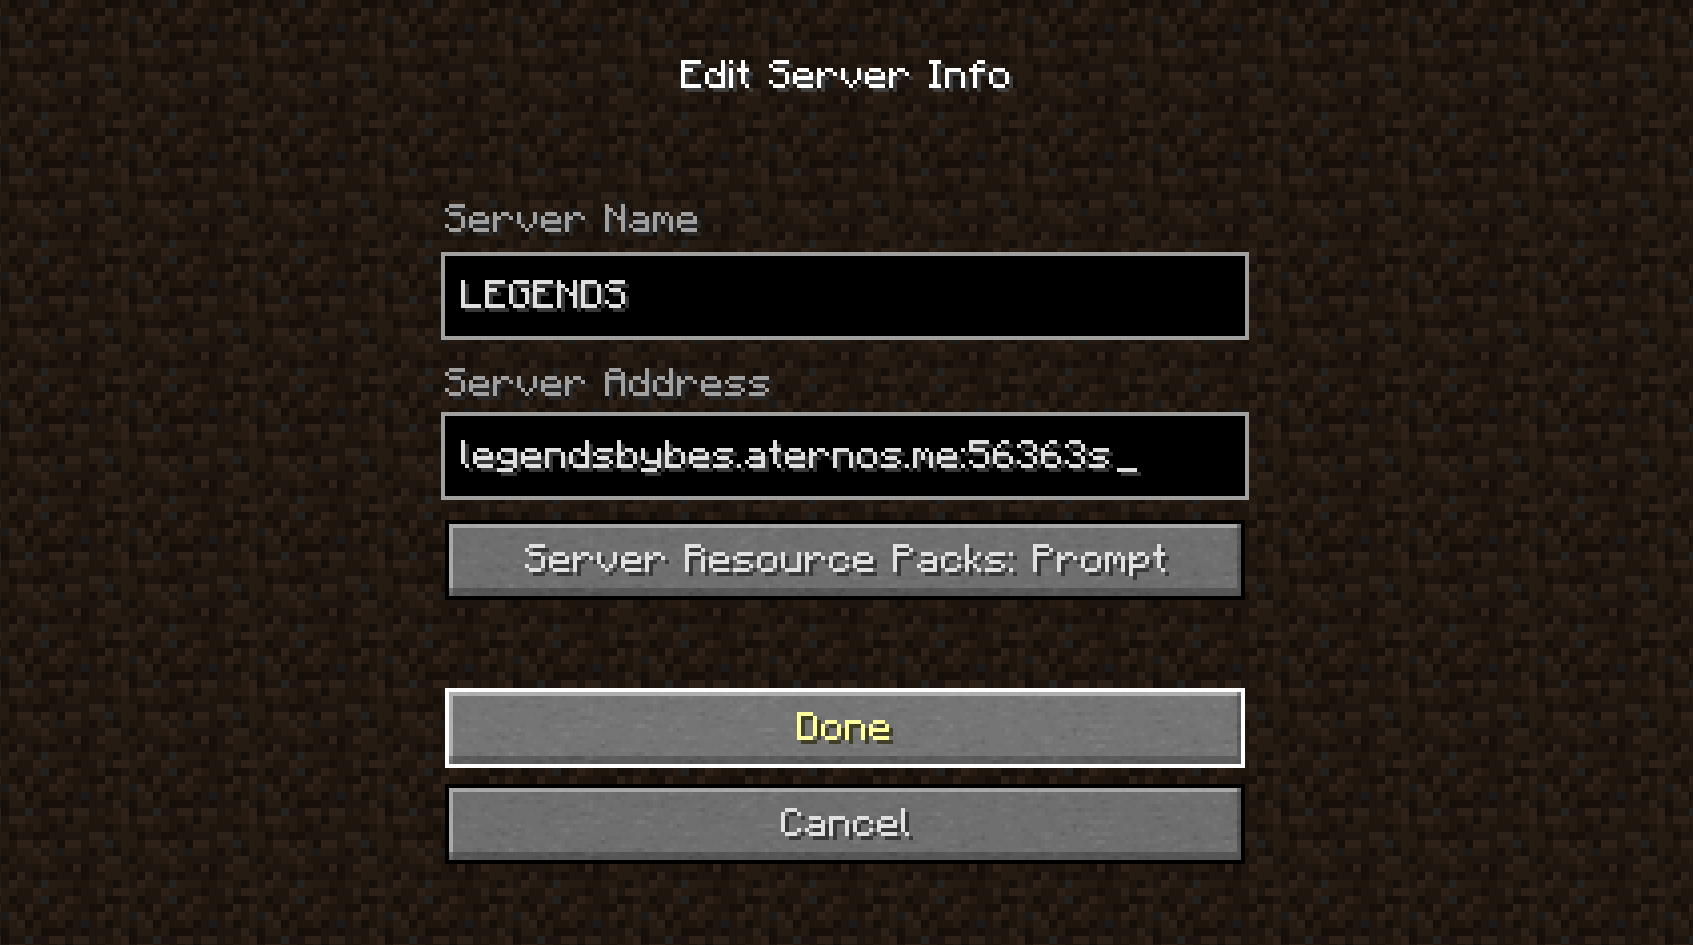 Edit Server Info
Server Name
LEGENDS
Server Address
legendsbybes.aternos.me:56363s_
Server Resource Packs: Prompt
Done
Cancel